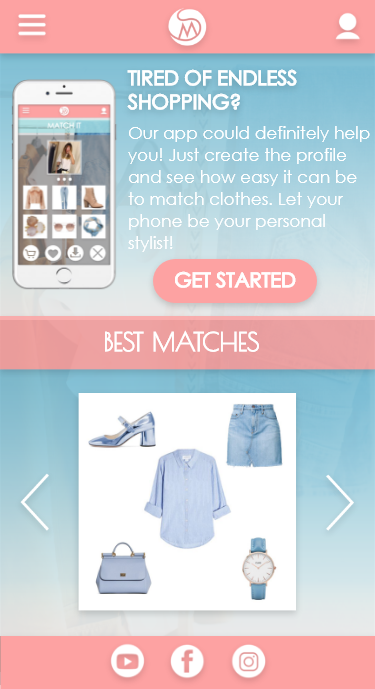 TIRED OF ENDLESS
SHOPPING?
Our app could definitely help
you! Just create the profile
and see how easy it can be
to match clothes. Let your
phone be your personal
stylist!
MATCH IT
GET STARTED
BEST MATCHES